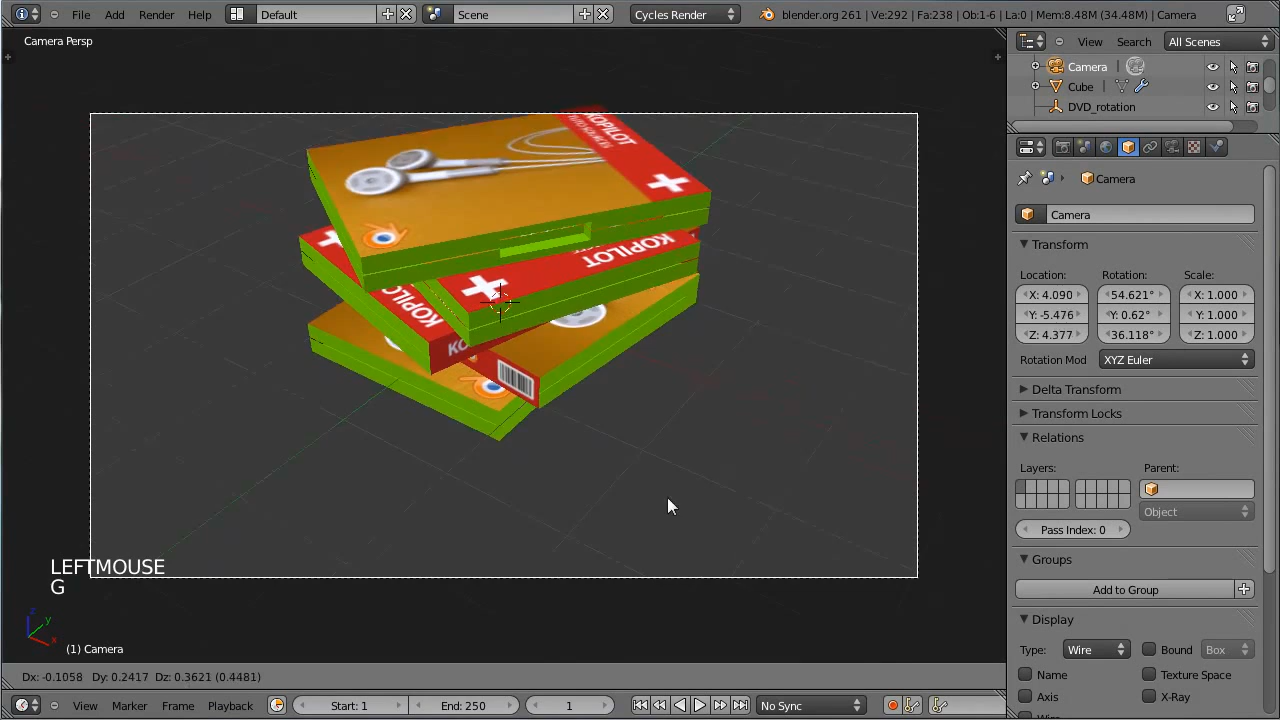 File Add Render Help Default Scene Cycles Render blender.org 261 | Ve:292 | Fa:238 | Ob:1-6 | La:0 | Mem:8.48M (34.48M) | Camera
Camera Persp
View Search All Scenes
Camera
Cube
DVD_rotation
Camera
Camera
Transform
Location: Rotation: Scale:
X: 4.090 54.621° X: 1.000
Y: -5.476 Y: 0.62° Y: 1.000
Z: 4.377 36.118° Z: 1.000
Rotation Mod XYZ Euler
Delta Transform
Transform Locks
Relations
Layers: Parent:
Object
Pass Index: 0
Groups
Add to Group
Display
Type: Wire Bound Box
Name Texture Space
Axis X-Ray
KOPILOT
KOPILOT
LEFTMOUSE
G
z
y
x
(1) Camera
Dx: -0.1058 Dy: 0.2417 Dz: 0.3621 (0.4481)
View Marker Frame Playback Start: 1 End: 250 1 No Sync